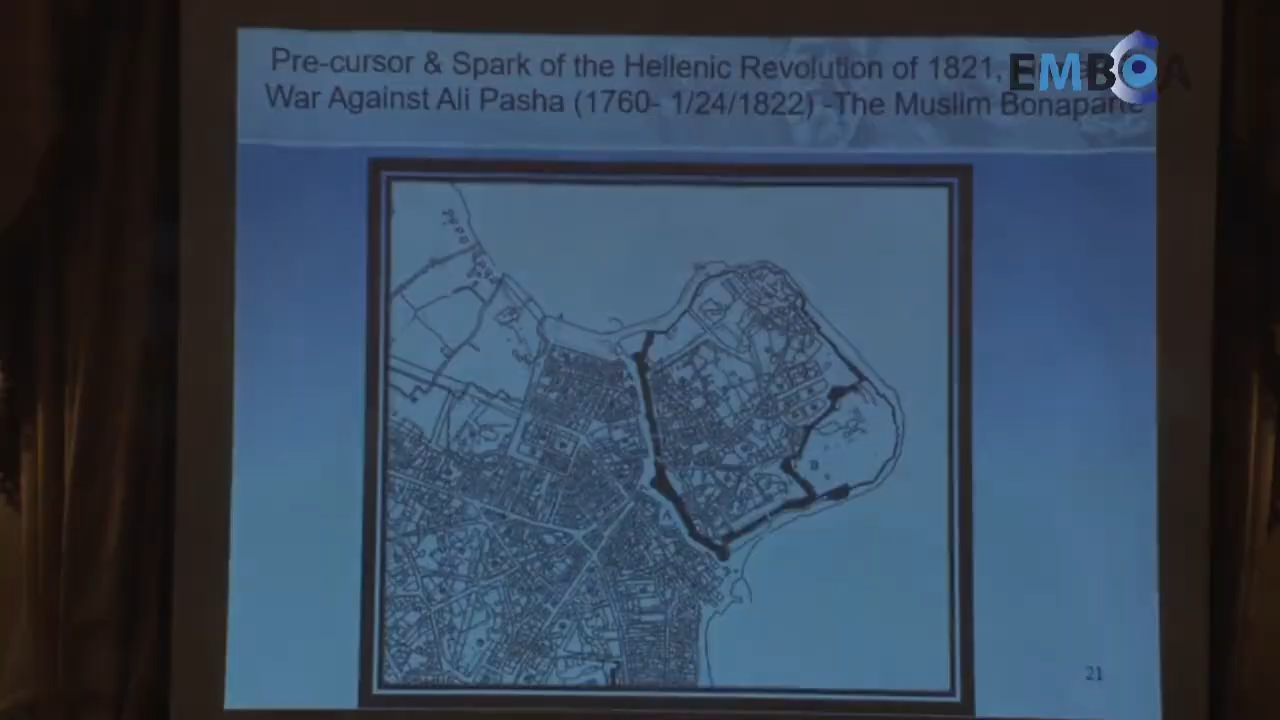 Pre-cursor & Spark of the Hellenic Revolution of 1821,
War Against Ali Pasha (1760- 1/24/1822) -The Muslim Bonaparte
EMBCA
21